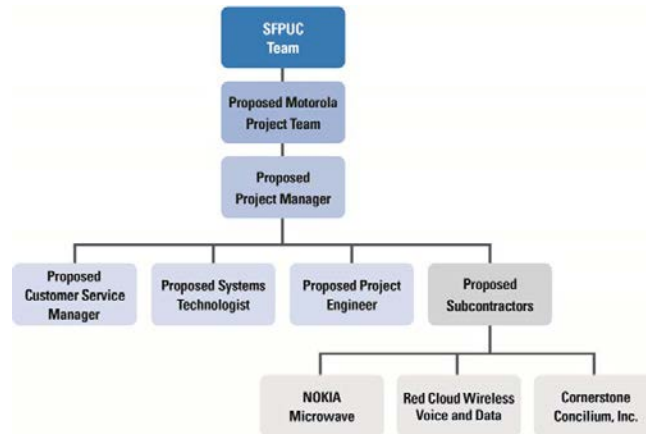 SFPUC
Team
Proposed Motorola
Project Team
Proposed
Project Manager
Proposed
Customer Service
Manager
Proposed Systems
Technologist
Proposed Project
Engineer
Proposed
Subcontractors
NOKIA
Microwave
Red Cloud Wireless
Voice and Data
Cornerstone
Concilium, Inc.